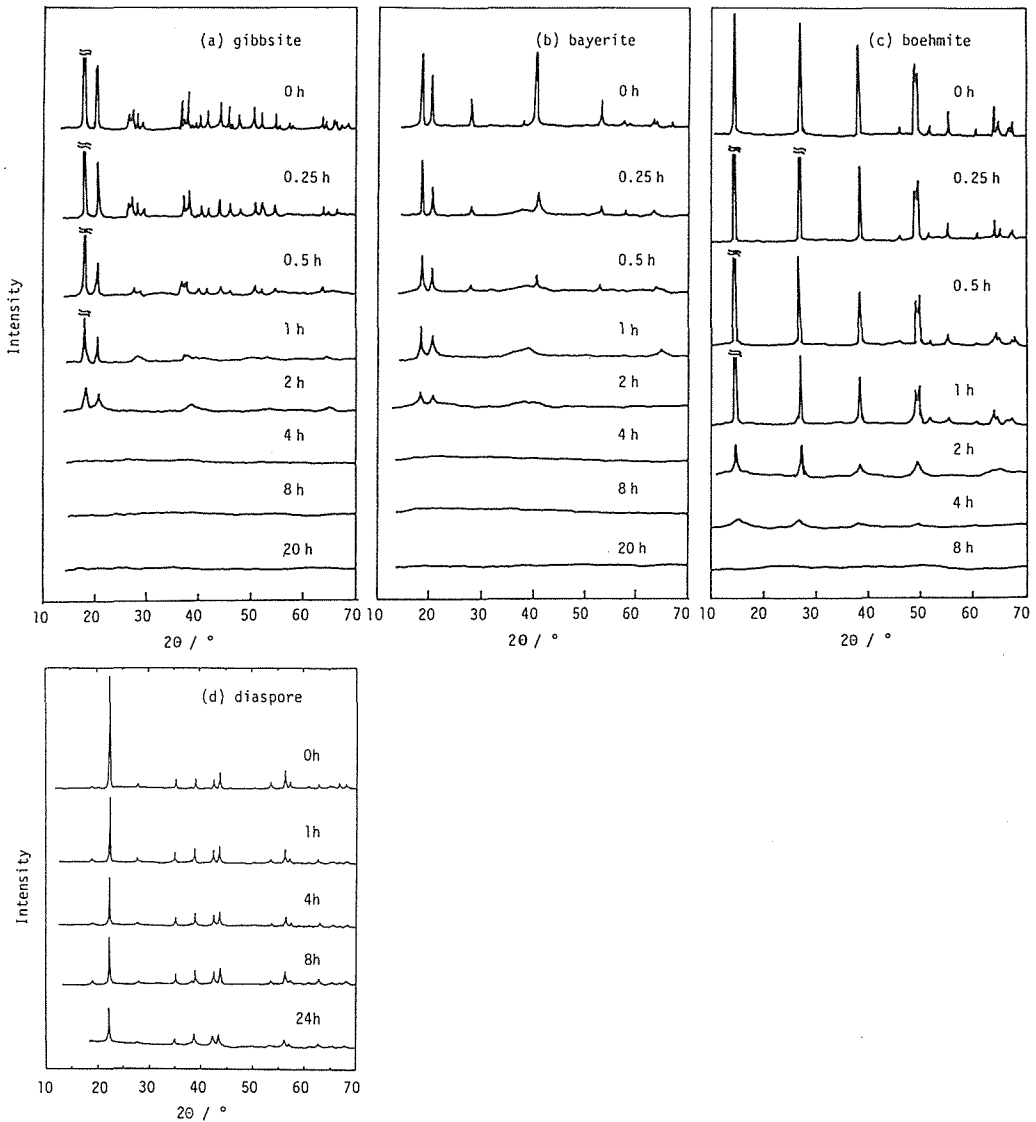 (a) gibbsite
0 h
0.25 h
0.5 h
1 h
2 h
4 h
8 h
20 h
10 20 30 40 50 60 70
2Θ / °
Intensity
(b) bayerite
0 h
0.25 h
0.5 h
1 h
2 h
4 h
8 h
20 h
10 20 30 40 50 60 70
2Θ / °
(c) boehmite
0 h
0.25 h
0.5 h
1 h
2 h
4 h
8 h
10 20 30 40 50 60 70
2Θ / °
(d) diaspore
0h
1h
4h
8h
24h
10 20 30 40 50 60 70
2Θ / °
Intensity